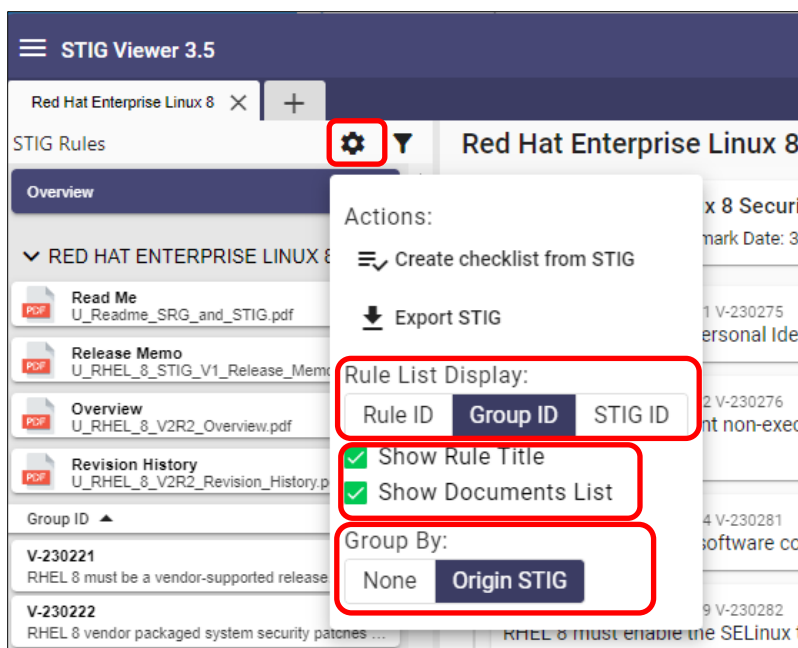 STIG Viewer 3.5
Red Hat Enterprise Linux 8
STIG Rules
Red Hat Enterprise Linux 8
Overview
RED HAT ENTERPRISE LINUX 8
PDF Read Me
U_Readme_SRG_and_STIG.pdf
PDF Release Memo
U_RHEL_8_STIG_V1_Release_Memo
PDF Overview
U_RHEL_8_V2R2_Overview.pdf
PDF Revision History
U_RHEL_8_V2R2_Revision_History.p
Group ID
V-230221
RHEL 8 must be a vendor-supported release
V-230222
RHEL 8 vendor packaged system security patches ...
Actions:
Create checklist from STIG
Export STIG
Rule List Display:
Rule ID Group ID STIG ID
Show Rule Title
Show Documents List
Group By:
None Origin STIG
x 8 Securi
mark Date: 3
1 V-230275
ersonal Ide
2 V-230276
nt non-exec
4 V-230281
software co
9 V-230282
RHEL 8 must enable the SELinux t